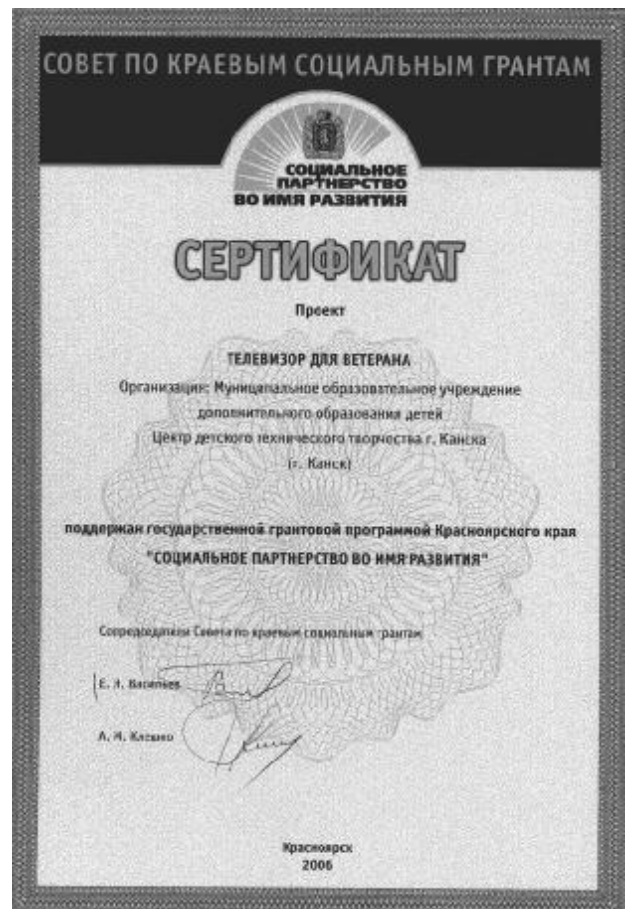 СОВЕТ ПО КРАЕВЫМ СОЦИАЛЬНЫМ ГРАНТАМ
СОЦИАЛЬНОЕ
ПАРТНЕРСТВО
ВО ИМЯ РАЗВИТИЯ
СЕРТИФИКАТ
Проект
ТЕЛЕВИЗОР ДЛЯ ВЕТЕРАНА
Организация: Муниципальное образовательное учреждение
дополнительного образования детей
Центр детского технического творчества г. Канска
(г. Канск)
поддержан государственной грантовой программой Красноярского края
"СОЦИАЛЬНОЕ ПАРТНЕРСТВО ВО ИМЯ РАЗВИТИЯ"
Сопредседатели Совета по краевым социальным грантам
Васильев
Клешко
Красноярск
2006